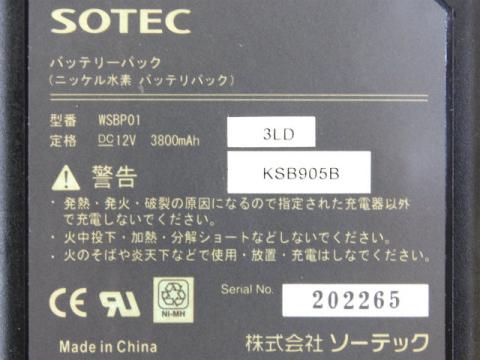 SOTEC
バッテリーパック
(ニッケル水素 バッテリパック)
型番 WSBP01
定格 DC12V 3800mAh
3LD
⚠ 警告
KSB905B
・発熱・発火・破裂の原因になるので指定された充電器以外
で充電しないでください。
・火中投下・加熱・分解ショートなどしないでください。
・火のそばや炎天下などで使用・放置・充電はしなでください。
CE RU Ni-MH
Serial No. 202265
Made in China 株式会社 ソーテック